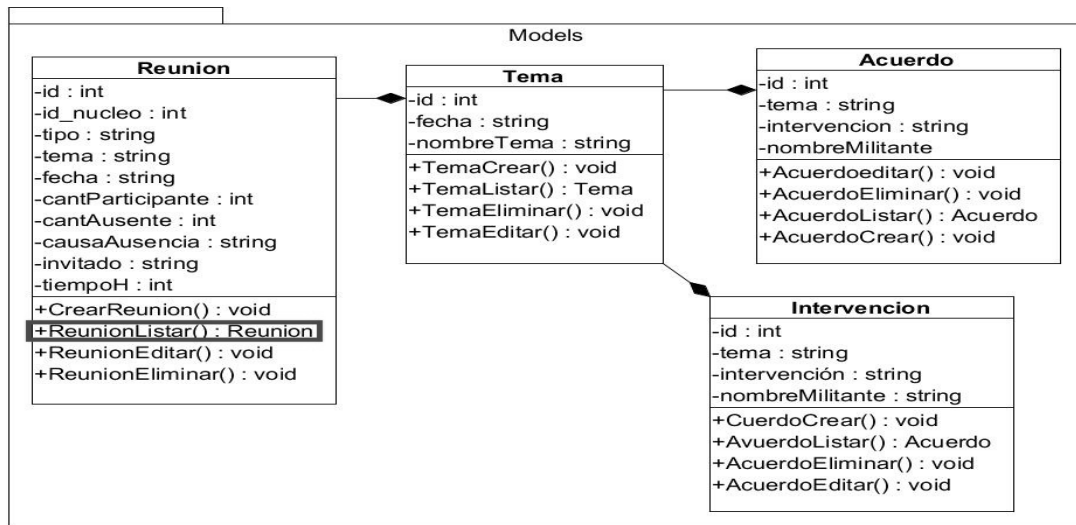 Models
Reunion
-id : int
-id_nucleo : int
-tipo : string
-tema : string
-fecha : string
-cantParticipante : int
-cantAusente : int
-causaAusencia : string
-invitado : string
-tiempoH : int
+CrearReunion() : void
+ReunionListar() : Reunion
+ReunionEditar() : void
+ReunionEliminar() : void
Tema
-id : int
-fecha : string
-nombreTema : string
+TemaCrear() : void
+TemaListar() : Tema
+TemaEliminar() : void
+TemaEditar() : void
Acuerdo
-id : int
-tema : string
-intervencion : string
-nombreMilitante
+Acuerdoeditar() : void
+AcuerdoEliminar() : void
+AcuerdoListar() : Acuerdo
+AcuerdoCrear() : void
Intervencion
-id : int
-tema : string
-intervención : string
-nombreMilitante : string
+CuerdoCrear() : void
+AvuerdoListar() : Acuerdo
+AcuerdoEliminar() : void
+AcuerdoEditar() : void